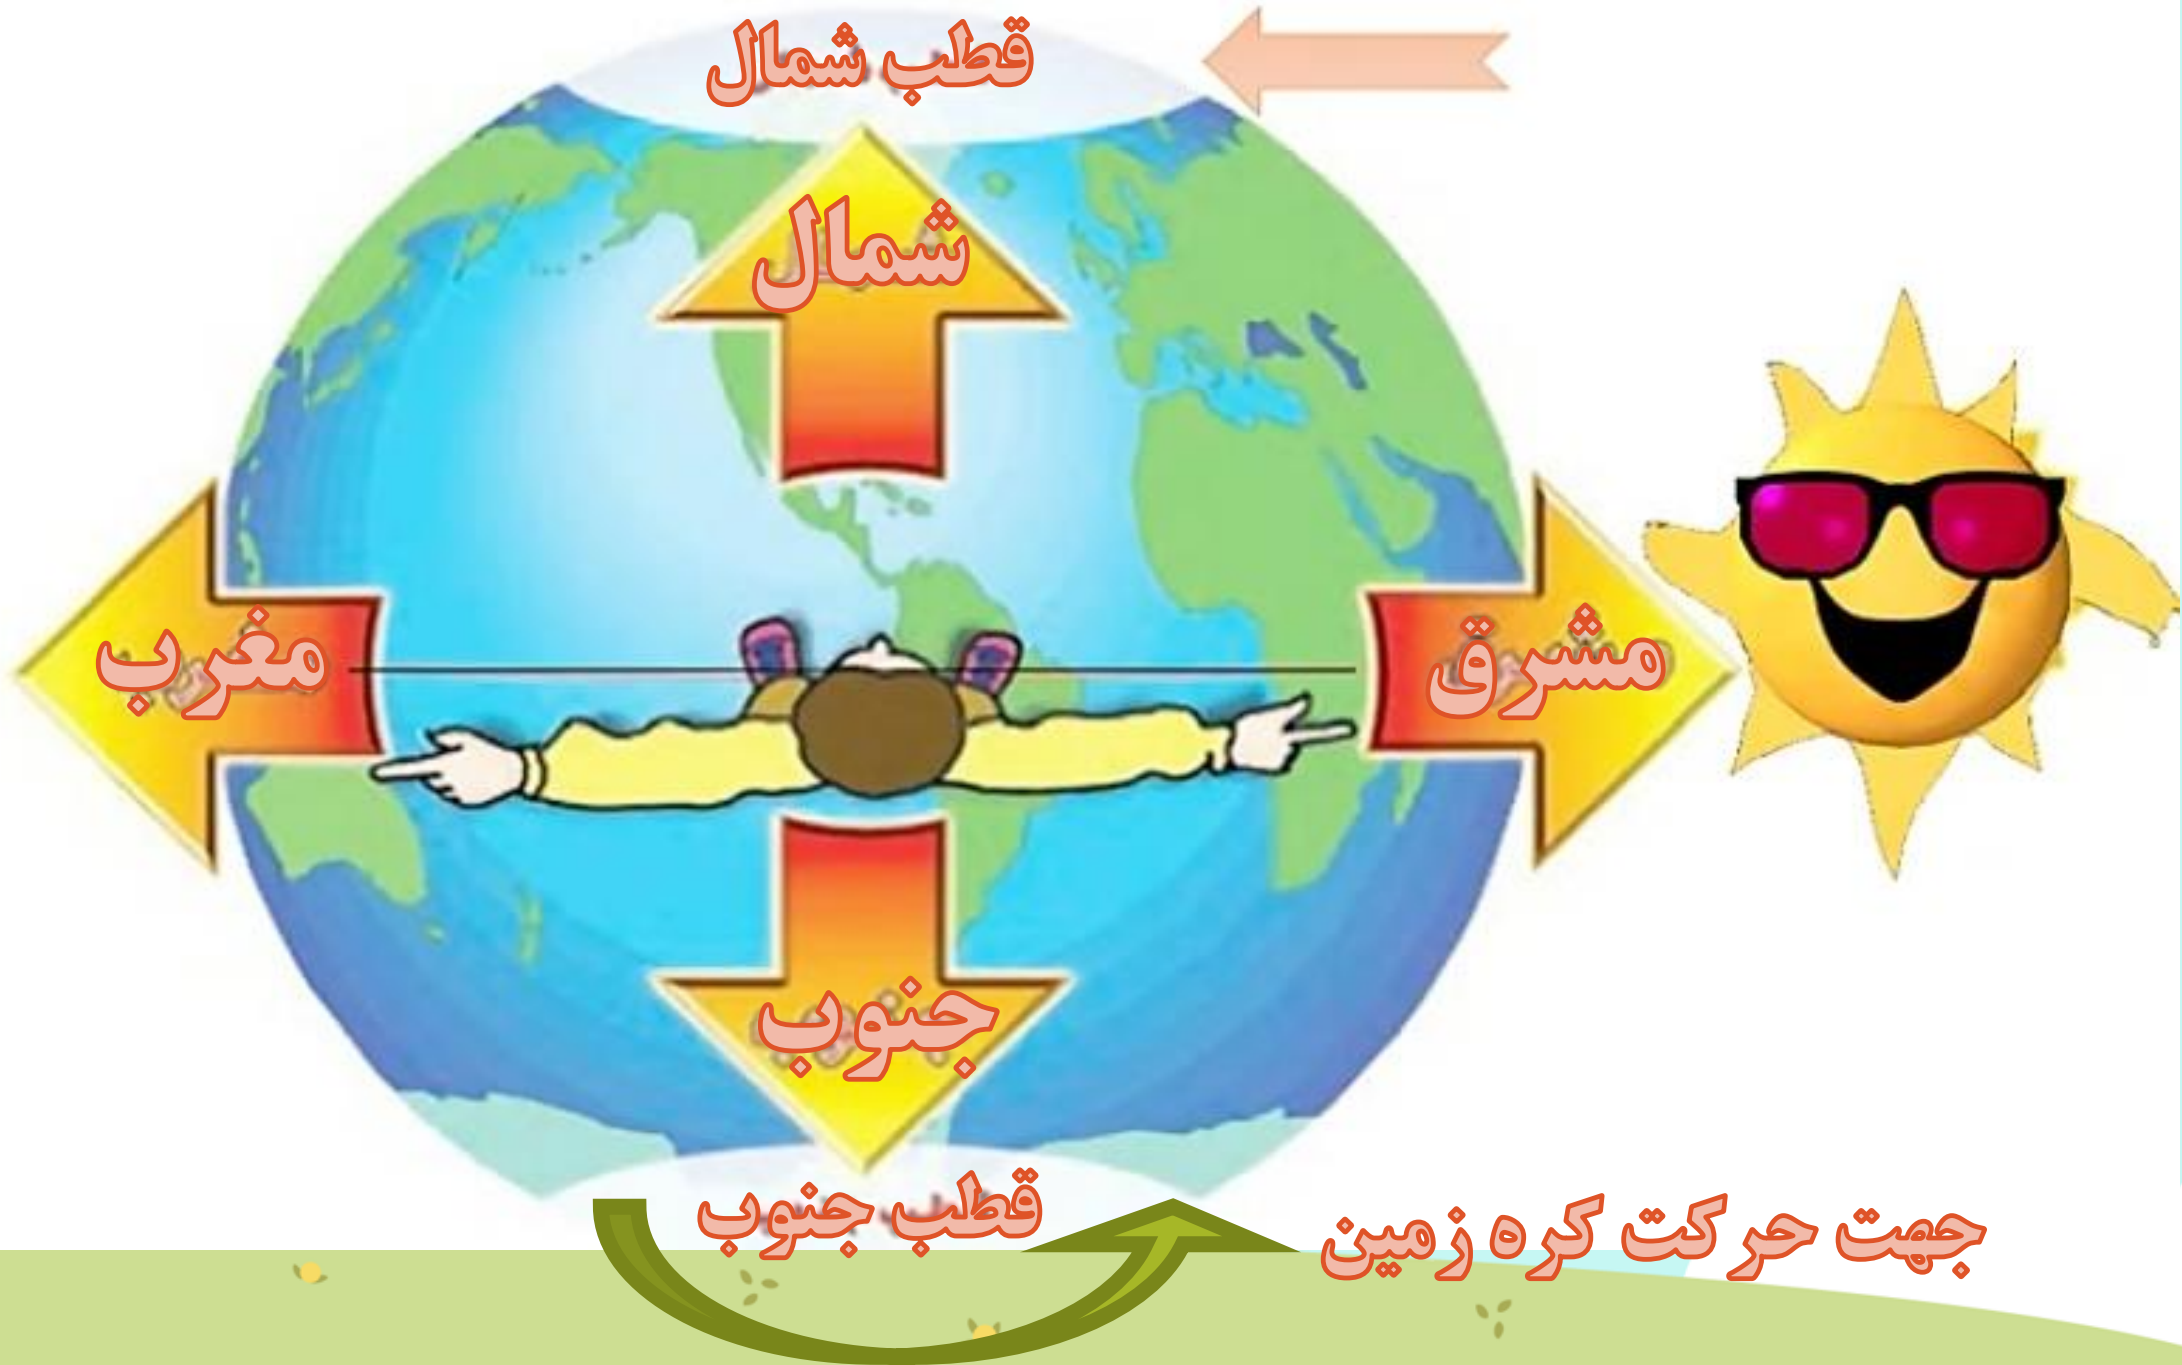 قطب شمال
شمال
مشرق
مغرب
جنوب
قطب جنوب
جهت حرکت کره زمین